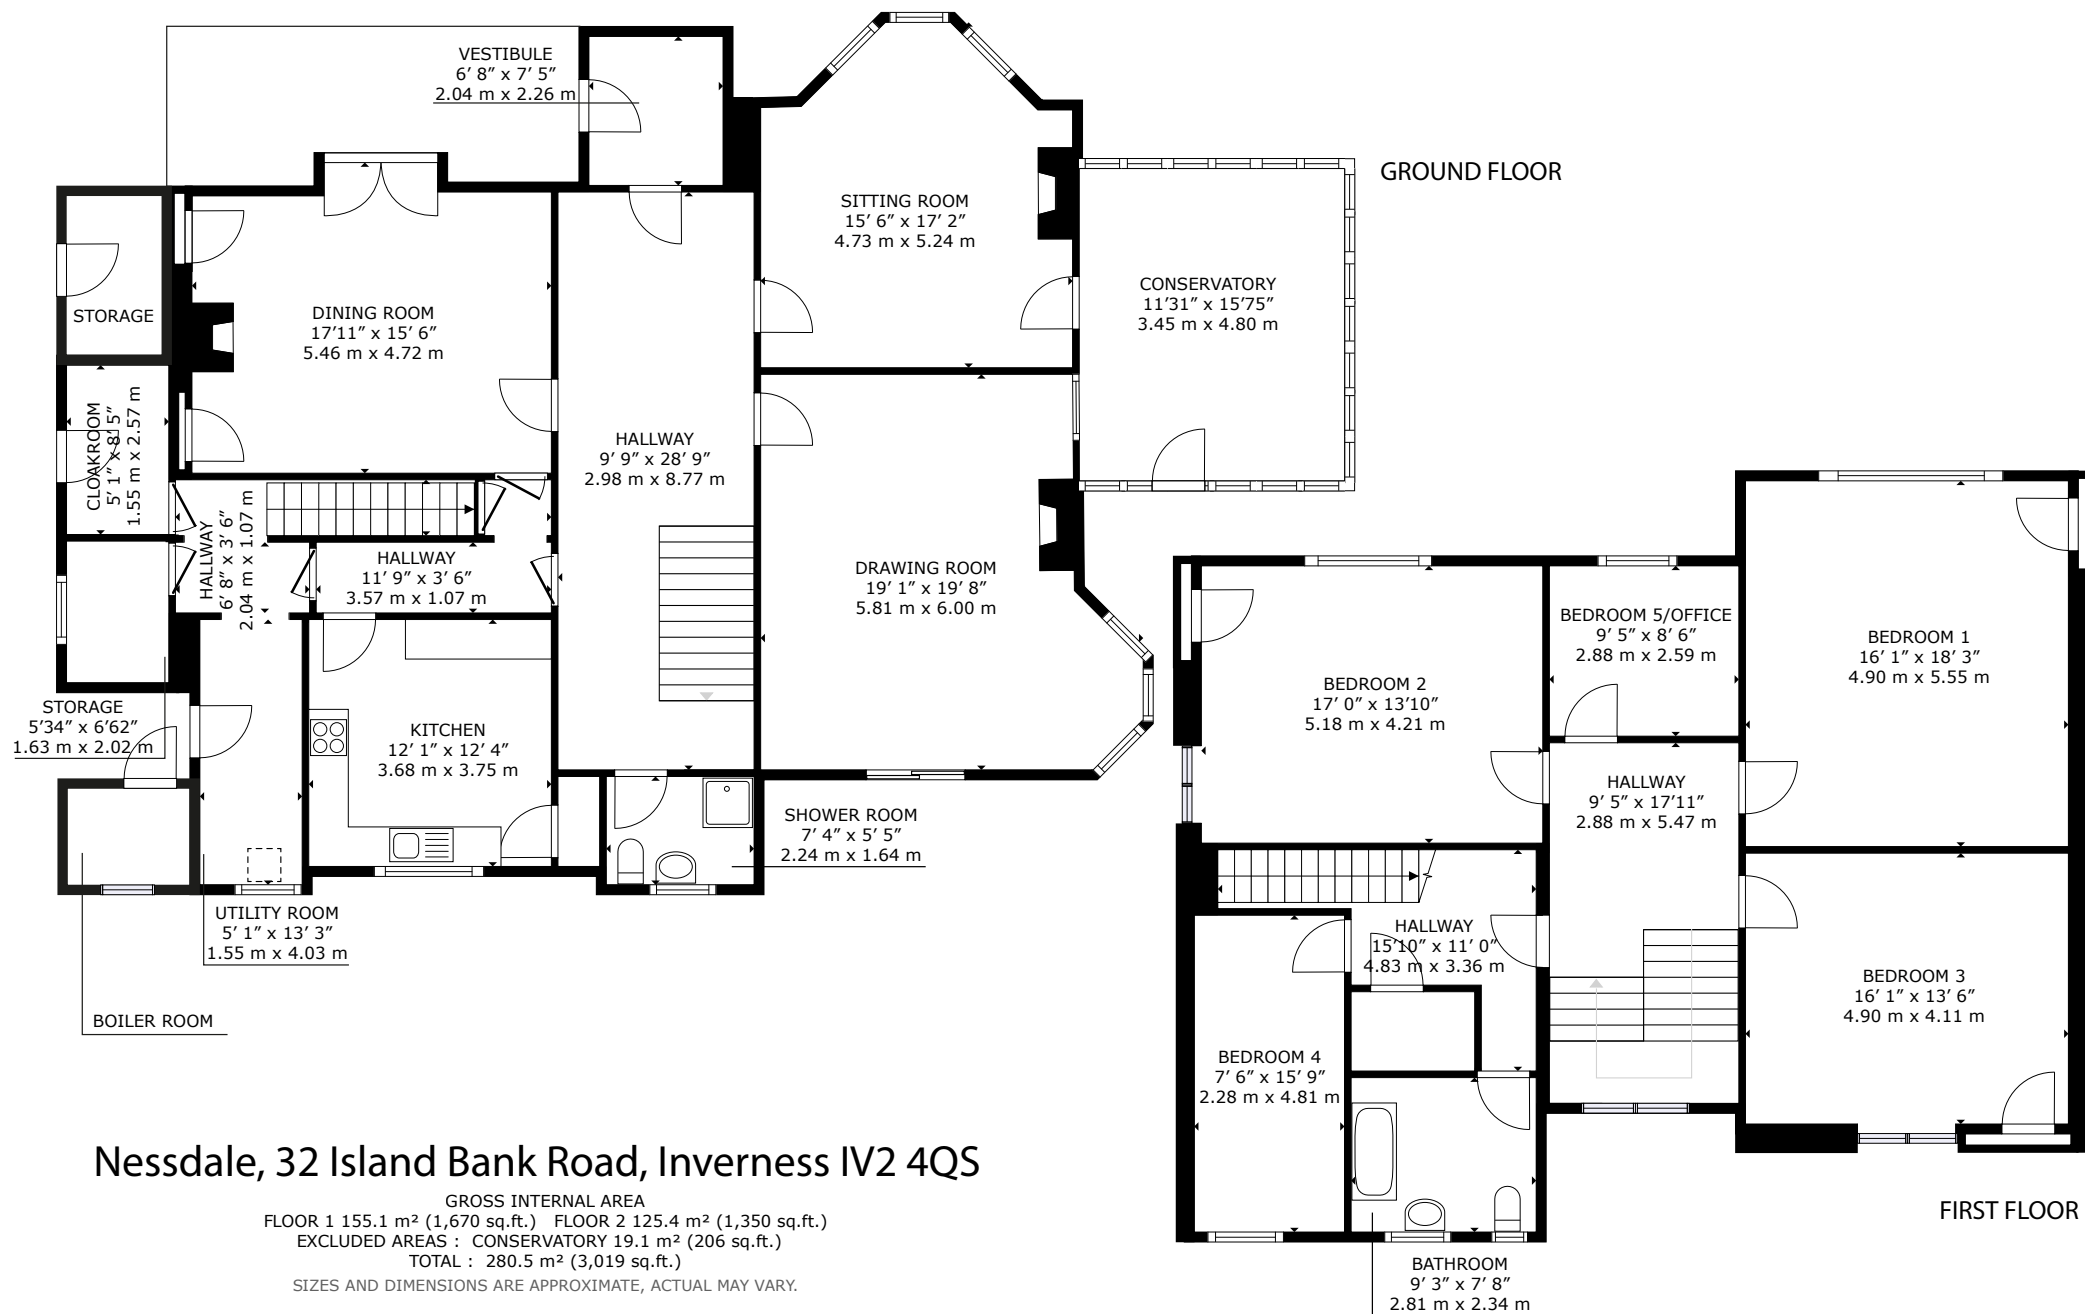 VESTIBULE
6' 8" x 7' 5"
2.04 m x 2.26 m
GROUND FLOOR
SITTING ROOM
15' 6" x 17' 2"
4.73 m x 5.24 m
CONSERVATORY
11'31" x 15'75"
3.45 m x 4.80 m
STORAGE
DINING ROOM
17'11" x 15' 6"
5.46 m x 4.72 m
CLOAKROOM
5' 1" x 8' 5"
1.55 m x 2.57 m
HALLWAY
9' 9" x 28' 9"
2.98 m x 8.77 m
HALLWAY
6' 8" x 3' 6"
2.04 m x 1.07 m
HALLWAY
11' 9" x 3' 6"
3.57 m x 1.07 m
DRAWING ROOM
19' 1" x 19' 8"
5.81 m x 6.00 m
STORAGE
5'34" x 6'62"
1.63 m x 2.02 m
KITCHEN
12' 1" x 12' 4"
3.68 m x 3.75 m
SHOWER ROOM
7' 4" x 5' 5"
2.24 m x 1.64 m
UTILITY ROOM
5' 1" x 13' 3"
1.55 m x 4.03 m
BOILER ROOM
BEDROOM 5/OFFICE
9' 5" x 8' 6"
2.88 m x 2.59 m
BEDROOM 1
16' 1" x 18' 3"
4.90 m x 5.55 m
BEDROOM 2
17' 0" x 13'10"
5.18 m x 4.21 m
HALLWAY
9' 5" x 17'11"
2.88 m x 5.47 m
HALLWAY
15'10" x 11' 0"
4.83 m x 3.36 m
BEDROOM 3
16' 1" x 13' 6"
4.90 m x 4.11 m
BEDROOM 4
7' 6" x 15' 9"
2.28 m x 4.81 m
FIRST FLOOR
BATHROOM
9' 3" x 7' 8"
2.81 m x 2.34 m
Nessdale, 32 Island Bank Road, Inverness IV2 4QS
GROSS INTERNAL AREA
FLOOR 1 155.1 m² (1,670 sq.ft.) FLOOR 2 125.4 m² (1,350 sq.ft.)
EXCLUDED AREAS : CONSERVATORY 19.1 m² (206 sq.ft.)
TOTAL : 280.5 m² (3,019 sq.ft.)
SIZES AND DIMENSIONS ARE APPROXIMATE, ACTUAL MAY VARY.